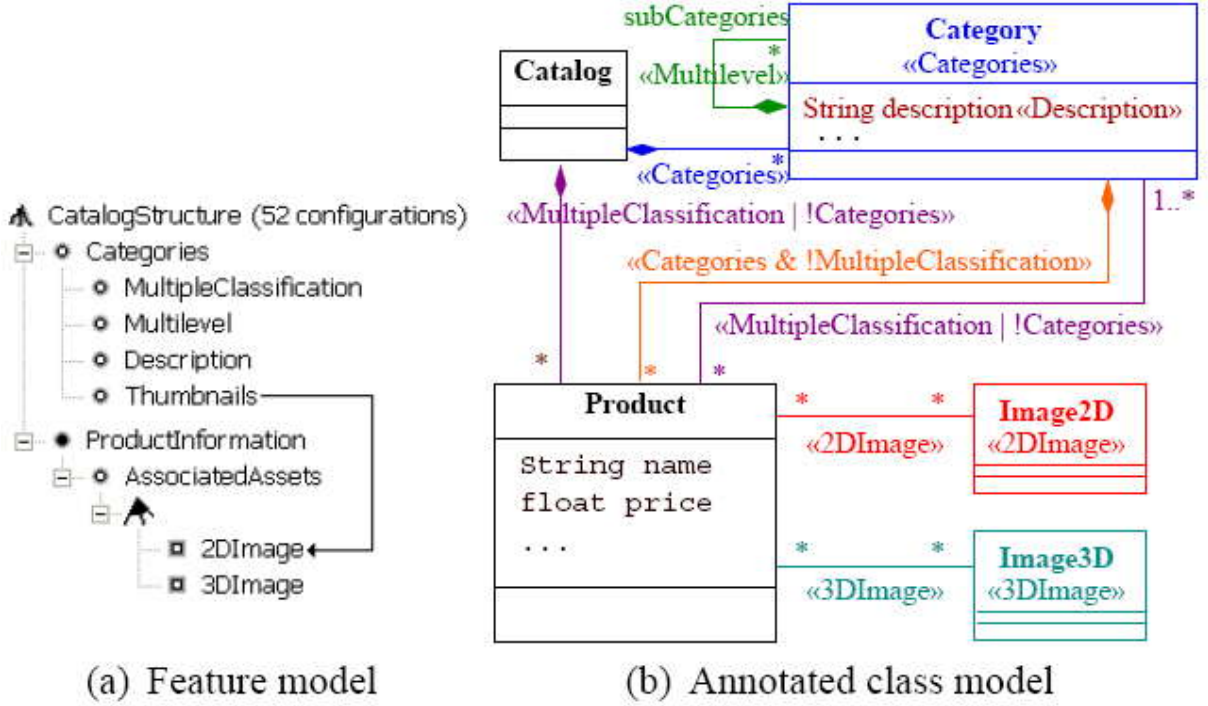 CatalogStructure (52 configurations)
Categories
MultipleClassification
Multilevel
Description
Thumbnails
ProductInformation
AssociatedAssets
2DImage
3DImage
(a) Feature model
subCategories
*
«Multilevel»
Catalog
Category
«Categories»
String description «Description»
. . .
*
«Categories»
«MultipleClassification | !Categories»
1..*
«Categories & !MultipleClassification»
«MultipleClassification | !Categories»
*
*
*
Product
String name
float price
...
* *
«2DImage»
Image2D
«2DImage»
* *
«3DImage»
Image3D
«3DImage»
(b) Annotated class model